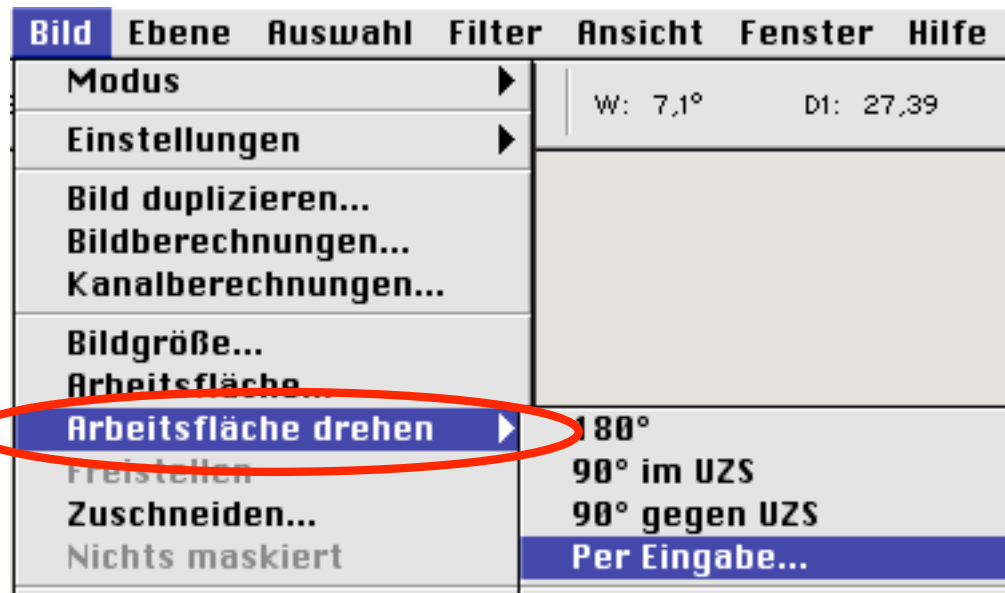 Bild Ebene Auswahl Filter Ansicht Fenster Hilfe
Modus
W: 7,1° D1: 27,39
Einstellungen
Bild duplizieren...
Bildberechnungen...
Kanalberechnungen...
Bildgröße...
Arbeitsfläche...
Arbeitsfläche drehen
180°
Freistellen
90° im UZS
Zuschneiden...
90° gegen UZS
Nichts maskiert
Per Eingabe...